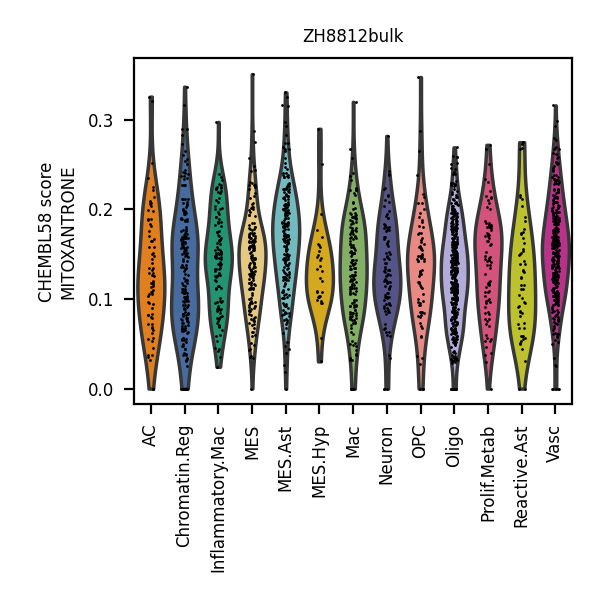 ZH8812bulk
CHEMBL58 score
MITOXANTRONE
0.3
0.2
0.1
0.0
AC
Chromatin.Reg
Inflammatory.Mac
MES
MES.Ast
MES.Hyp
Mac
Neuron
OPC
Oligo
Prolif.Metab
Reactive.Ast
Vasc